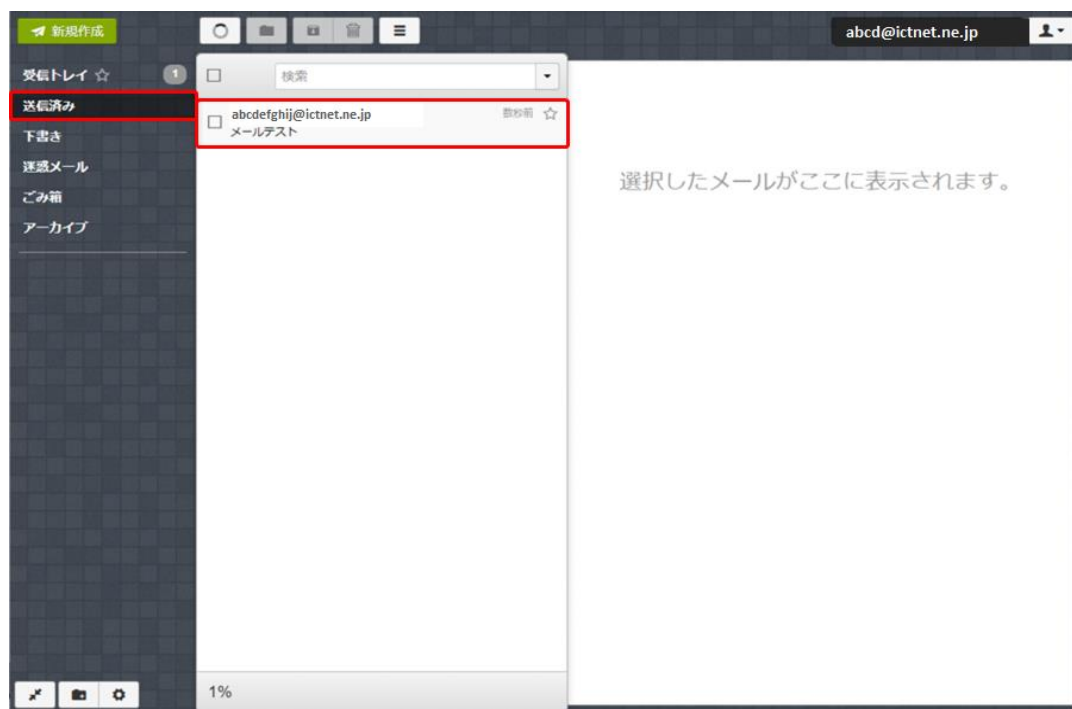 新規作成
abcd@ictnet.ne.jp
受信トレイ
1
送信済み
下書き
迷惑メール
ごみ箱
アーカイブ
検索
abcdefghij@ictnet.ne.jp
数秒前
メールテスト
選択したメールがここに表示されます。
1%